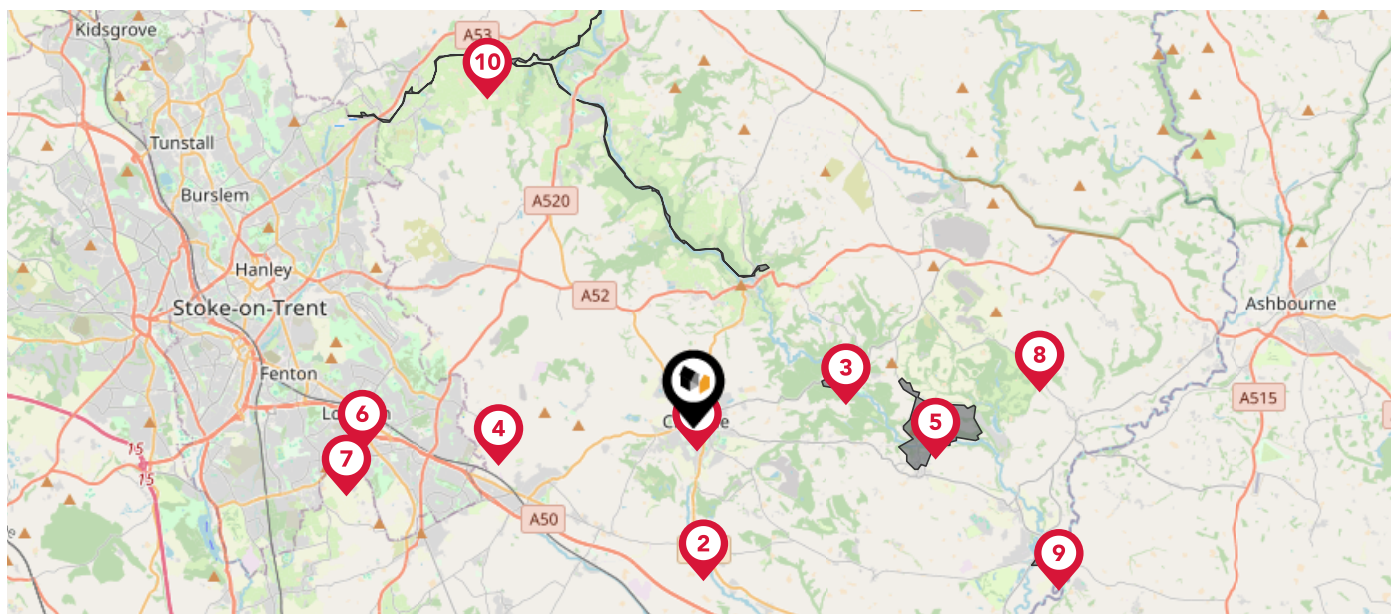 Kidsgrove
A53
10
Tunstall
Burslem
A520
Hanley
Stoke-on-Trent
A52
Ashbourne
Fenton
3
8
A515
6
4
5
7
15
15
A50
2
9